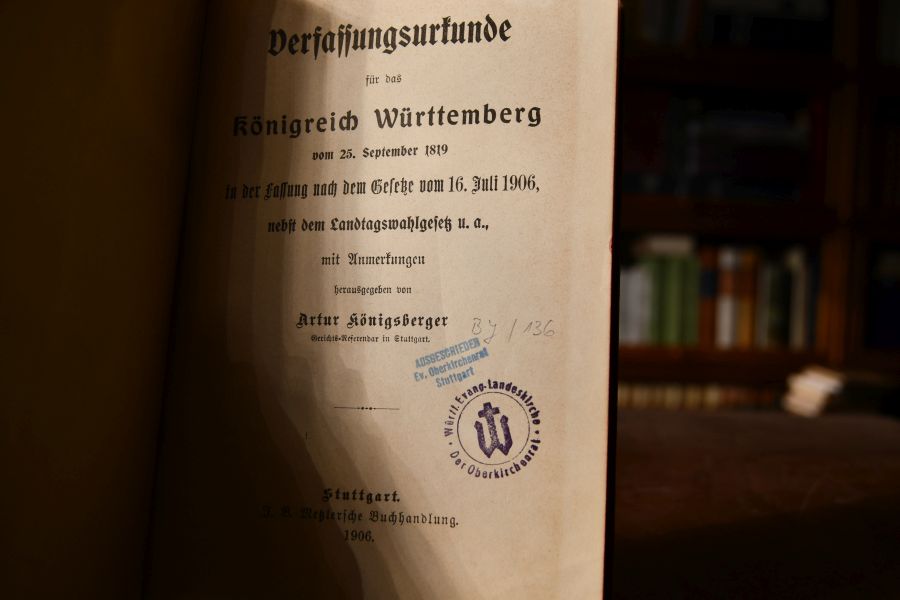 Verfassungsurkunde
für das
Königreich Württemberg
vom 25. September 1819
in der Fassung nach dem Gesetze vom 16. Juli 1906,
nebst dem Landtagswahlgesetz u. a.,
mit Anmerkungen
herausgegeben von
Artur Königsberger
Gerichts-Referendar in Stuttgart.
B J / 136
AUSGESCHIEDEN
Ev. Oberkirchenrat
Stuttgart
Württ. Evang. Landeskirche
Der Oberkirchenrat
Stuttgart.
J. B. Metzlersche Buchhandlung.
1906.